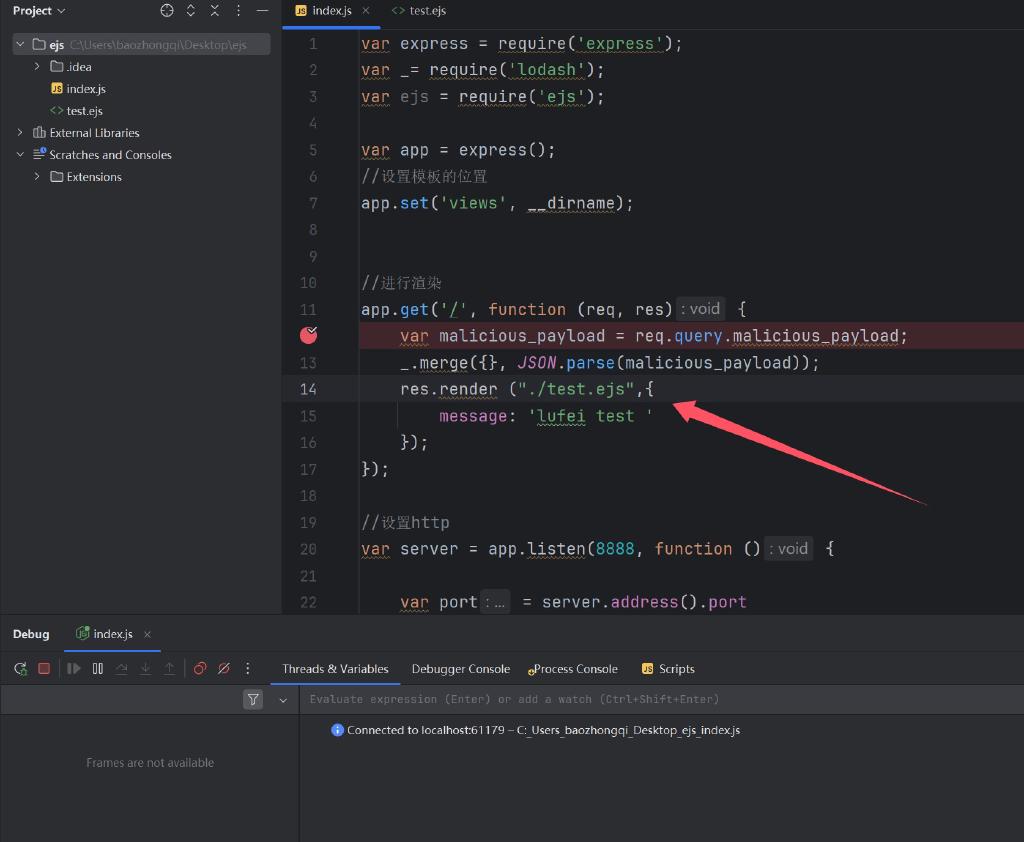 Project
index.js
test.ejs
ejs C:\Users\baozhongqi\Desktop\ejs
.idea
index.js
test.ejs
External Libraries
Scratches and Consoles
Extensions
1 var express = require('express');
2 var _= require('lodash');
3 var ejs = require('ejs');
4
5 var app = express();
6 //设置模板的位置
7 app.set('views', __dirname);
8
9
10 //进行渲染
11 app.get('/', function (req, res) : void {
var malicious_payload = req.query.malicious_payload;
13 _.merge({}, JSON.parse(malicious_payload));
14 res.render ("./test.ejs",{
15 message: 'lufei test '
16 });
17 });
18
19 //设置http
20 var server = app.listen(8888, function () : void {
21
22 var port : ... = server.address().port
Debug
index.js
Threads & Variables
Debugger Console
Process Console
Scripts
Evaluate expression (Enter) or add a watch (Ctrl+Shift+Enter)
Connected to localhost:61179 – C:_Users_baozhongqi_Desktop_ejs_index.js
Frames are not available